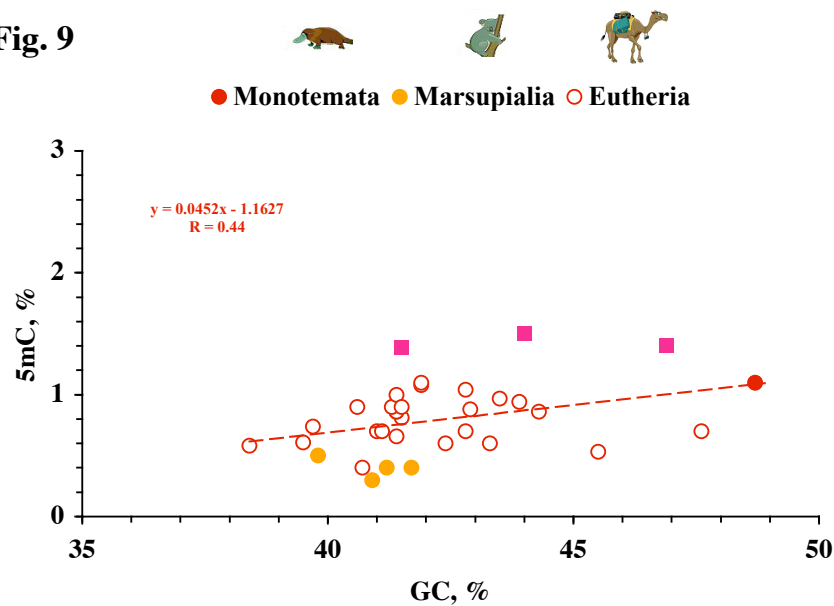 Fig. 9
Monotemata Marsupialia Eutheria
3
y = 0.0452x - 1.1627
R = 0.44
2
5mC, %
1
0
35 40 45 50
GC, %